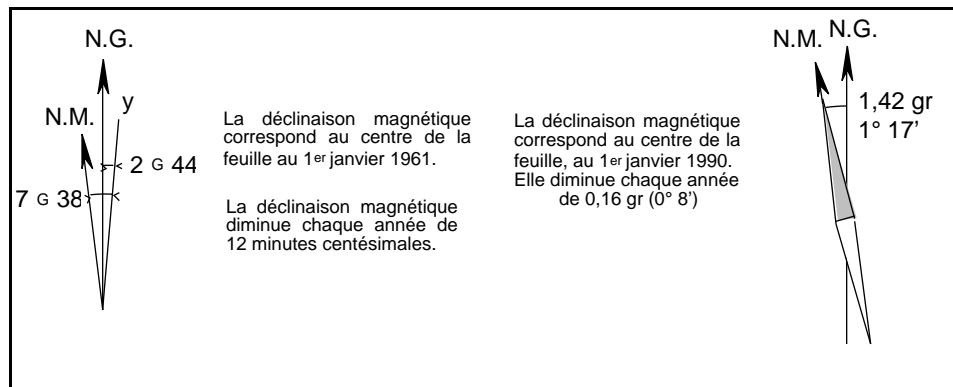 N.G.
N.M.
y
2 G 44
7 G 38
La déclinaison magnétique
correspond au centre de la
feuille au 1er janvier 1961.
La déclinaison magnétique
diminue chaque année de
12 minutes centésimales.
La déclinaison magnétique
correspond au centre de la
feuille, au 1er janvier 1990.
Elle diminue chaque année
de 0,16 gr (0° 8’)
N.M.
N.G.
1,42 gr
1° 17’